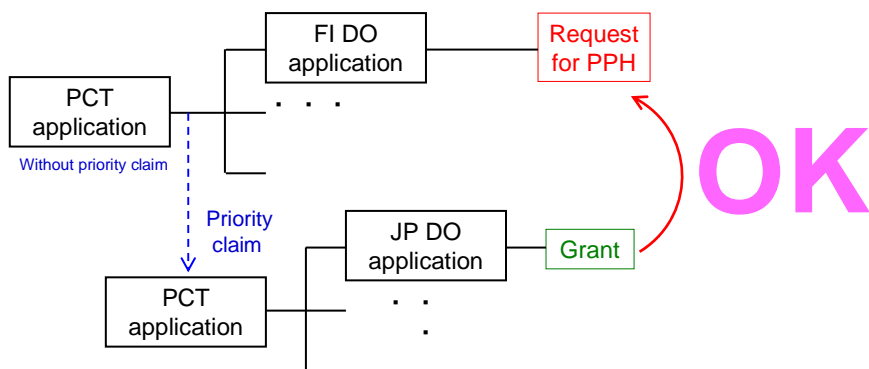 FI DO
application
Request
for PPH
PCT
application
. . .
Without priority claim
OK
Priority
claim
JP DO
application
Grant
PCT
application
. .
.